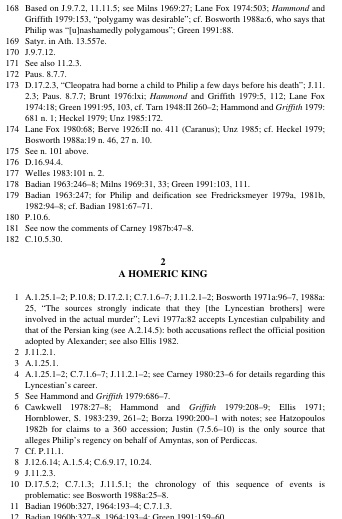 168 Based on J.9.7.2, 11.11.5; see Milns 1969:27; Lane Fox 1974:503; Hammond and
Griffith 1979:153, “polygamy was desirable”; cf. Bosworth 1988a:6, who says that
Philip was “[u]nashamedly polygamous”; Green 1991:88.
169 Satyr. in Ath. 13.557e.
170 J.9.7.12.
171 See also 11.2.3.
172 Paus. 8.7.7.
173 D.17.2.3, “Cleopatra had borne a child to Philip a few days before his death”; J.11.
2.3; Paus. 8.7.7; Brunt 1976:lxi; Hammond and Griffith 1979:5, 112; Lane Fox
1974:18; Green 1991:95, 103, cf. Tarn 1948:II 260–2; Hammond and Griffith 1979:
681 n. 1; Heckel 1979; Unz 1985:172.
174 Lane Fox 1980:68; Berve 1926:II no. 411 (Caranus); Unz 1985; cf. Heckel 1979;
Bosworth 1988a:19 n. 46, 27 n. 10.
175 See n. 101 above.
176 D.16.94.4.
177 Welles 1983:101 n. 2.
178 Badian 1963:246–8; Milns 1969:31, 33; Green 1991:103, 111.
179 Badian 1963:247; for Philip and deification see Fredricksmeyer 1979a, 1981b,
1982:94–8; cf. Badian 1981:67–71.
180 P.10.6.
181 See now the comments of Carney 1987b:47–8.
182 C.10.5.30.
2
A HOMERIC KING
1 A.1.25.1–2; P.10.8; D.17.2.1; C.7.1.6–7; J.11.2.1–2; Bosworth 1971a:96–7, 1988a:
25, “The sources strongly indicate that they [the Lyncestian brothers] were
involved in the actual murder”; Levi 1977a:82 accepts Lyncestian culpability and
that of the Persian king (see A.2.14.5): both accusations reflect the official position
adopted by Alexander; see also Ellis 1982.
2 J.11.2.1.
3 A.1.25.1.
4 A.1.25.1–2; C.7.1.6–7; J.11.2.1–2; see Carney 1980:23–6 for details regarding this
Lyncestian’s career.
5 See Hammond and Griffith 1979:686–7.
6 Cawkwell 1978:27–8; Hammond and Griffith 1979:208–9; Ellis 1971;
Hornblower, S. 1983:239, 261–2; Borza 1990:200–1 with notes; see Hatzopoulos
1982b for claims to a 360 accession; Justin (7.5.6–10) is the only source that
alleges Philip’s regency on behalf of Amyntas, son of Perdiccas.
7 Cf. P.11.1.
8 J.12.6.14; A.1.5.4; C.6.9.17, 10.24.
9 J.11.2.3.
10 D.17.5.2; C.7.1.3; J.11.5.1; the chronology of this sequence of events is
problematic: see Bosworth 1988a:25–8.
11 Badian 1960b:327, 1964:193–4; C.7.1.3.
12 Badian 1960b:327–8, 1964:193–4; Green 1991:159–60.